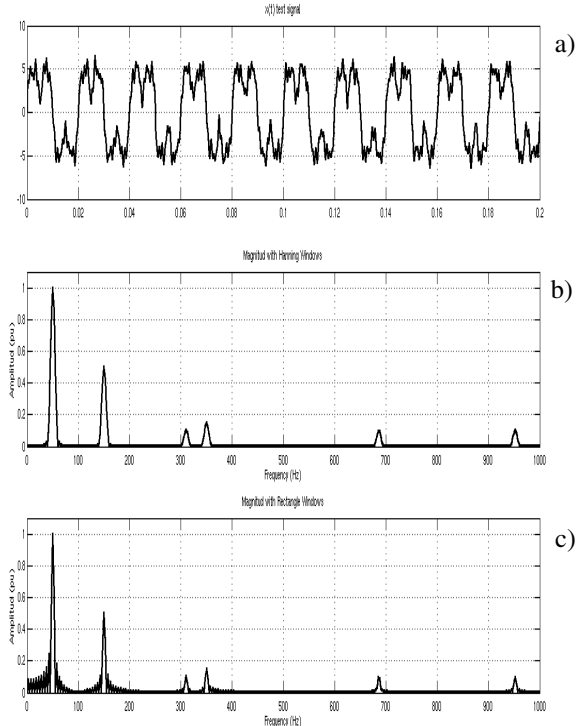 x(t) test signal
a)
10
5
0
-5
-10
0 0.02 0.04 0.06 0.08 0.1 0.12 0.14 0.16 0.18 0.2
Magnitud with Hanning Windows
b)
Amplitud (pu)
1
0.8
0.6
0.4
0.2
0
0 100 200 300 400 500 600 700 800 900 1000
Frequency (Hz)
Magnitud with Rectangle Windows
c)
Amplitud (pu)
1
0.8
0.6
0.4
0.2
0
0 100 200 300 400 500 600 700 800 900 1000
Frequency (Hz)